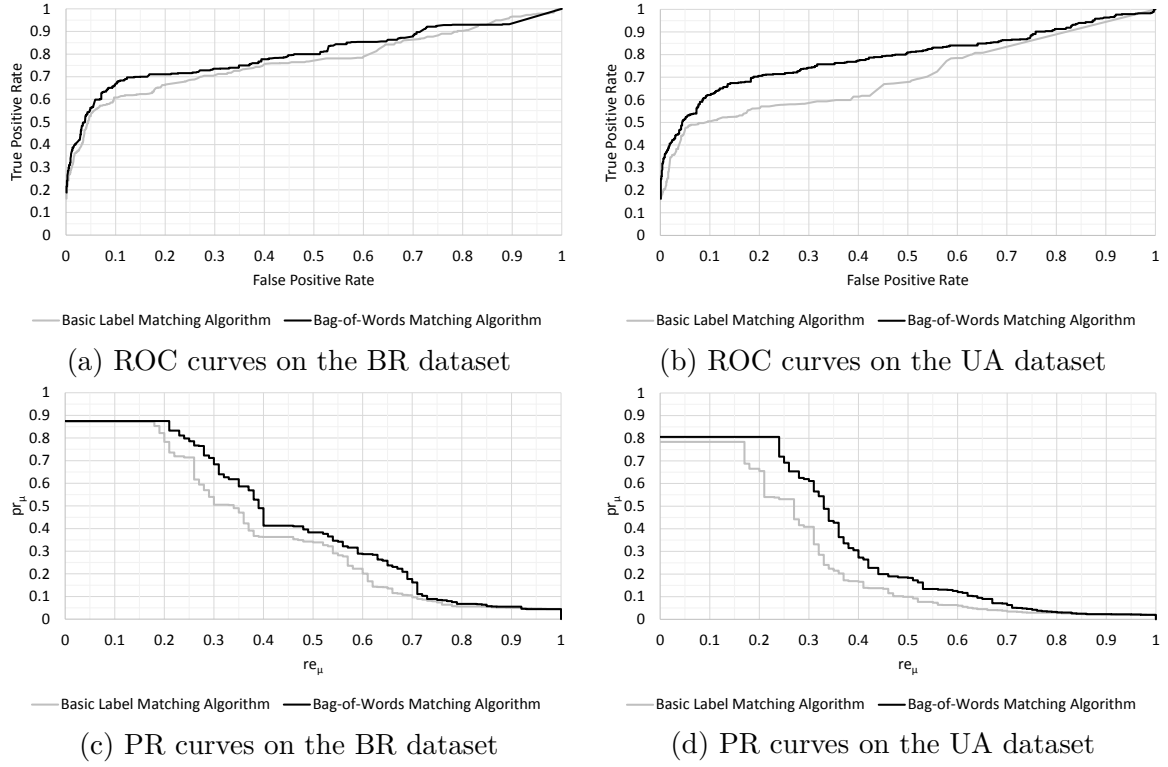 1
0.9
0.8
0.7
0.6
0.5
0.4
0.3
0.2
0.1
0
True Positive Rate
0 0.1 0.2 0.3 0.4 0.5 0.6 0.7 0.8 0.9 1
False Positive Rate
Basic Label Matching Algorithm Bag-of-Words Matching Algorithm
(a) ROC curves on the BR dataset
1
0.9
0.8
0.7
0.6
0.5
0.4
0.3
0.2
0.1
0
True Positive Rate
0 0.1 0.2 0.3 0.4 0.5 0.6 0.7 0.8 0.9 1
False Positive Rate
Basic Label Matching Algorithm Bag-of-Words Matching Algorithm
(b) ROC curves on the UA dataset
1
0.9
0.8
0.7
0.6
0.5
0.4
0.3
0.2
0.1
0
prμ
0 0.1 0.2 0.3 0.4 0.5 0.6 0.7 0.8 0.9 1
reμ
Basic Label Matching Algorithm Bag-of-Words Matching Algorithm
(c) PR curves on the BR dataset
1
0.9
0.8
0.7
0.6
0.5
0.4
0.3
0.2
0.1
0
prμ
0 0.1 0.2 0.3 0.4 0.5 0.6 0.7 0.8 0.9 1
reμ
Basic Label Matching Algorithm Bag-of-Words Matching Algorithm
(d) PR curves on the UA dataset